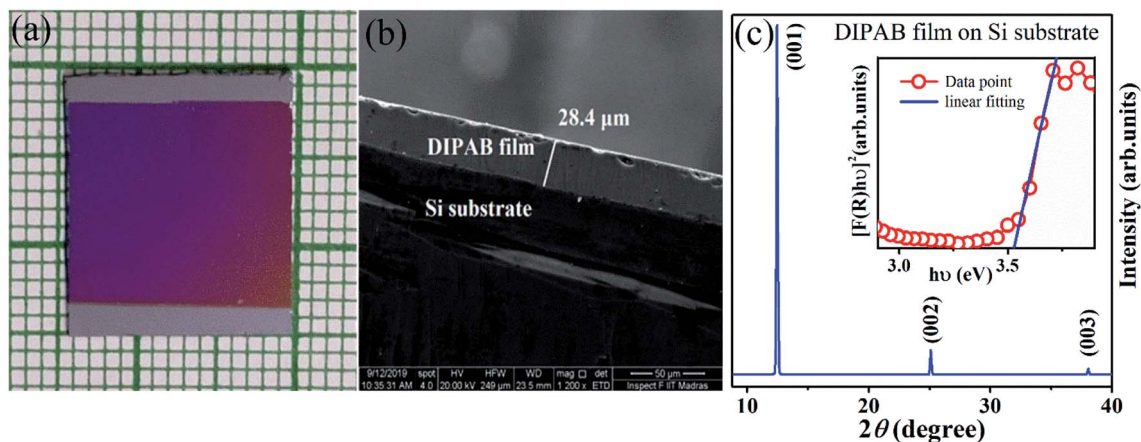 (a)
(b)
28.4 µm
DIPAB film
Si substrate
9/12/2019 spot HV HFW WD mag □ det 50 µm
10:35:31 AM 4.0 20.00 kV 249 µm 23.5 mm 1 200 x ETD Inspect F IIT Madras
(c)
DIPAB film on Si substrate
(001)
(002)
(003)
Data point
linear fitting
[F(R)hυ]² (arb.units)
3.0 3.5
hυ (eV)
Intensity (arb.units)
10 20 30 40
2θ (degree)